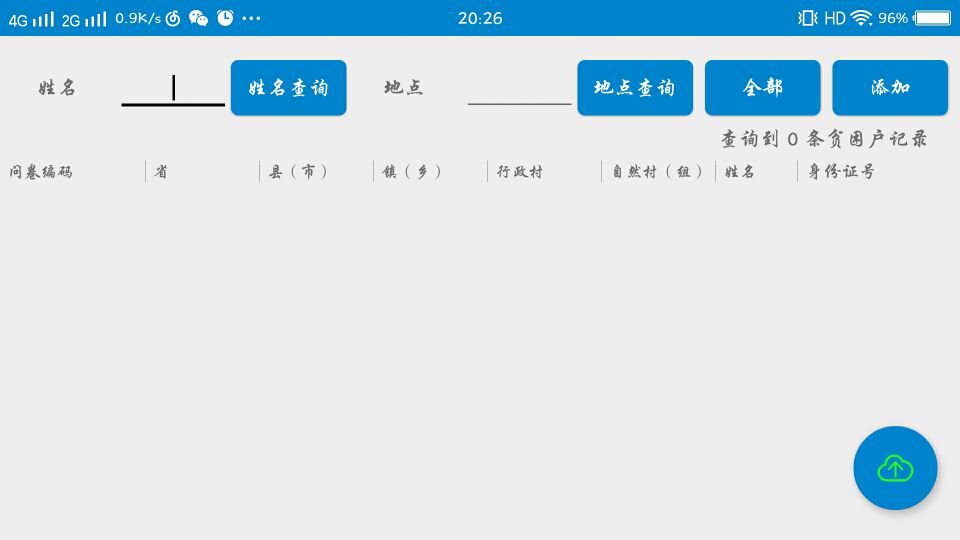 4G 2G 0.9K/s 20:26 HD 96%
姓名 姓名查询 地点 地点查询 全部 添加
查询到 0 条贫困户记录
问卷编码 省 县（市） 镇（乡） 行政村 自然村（组） 姓名 身份证号